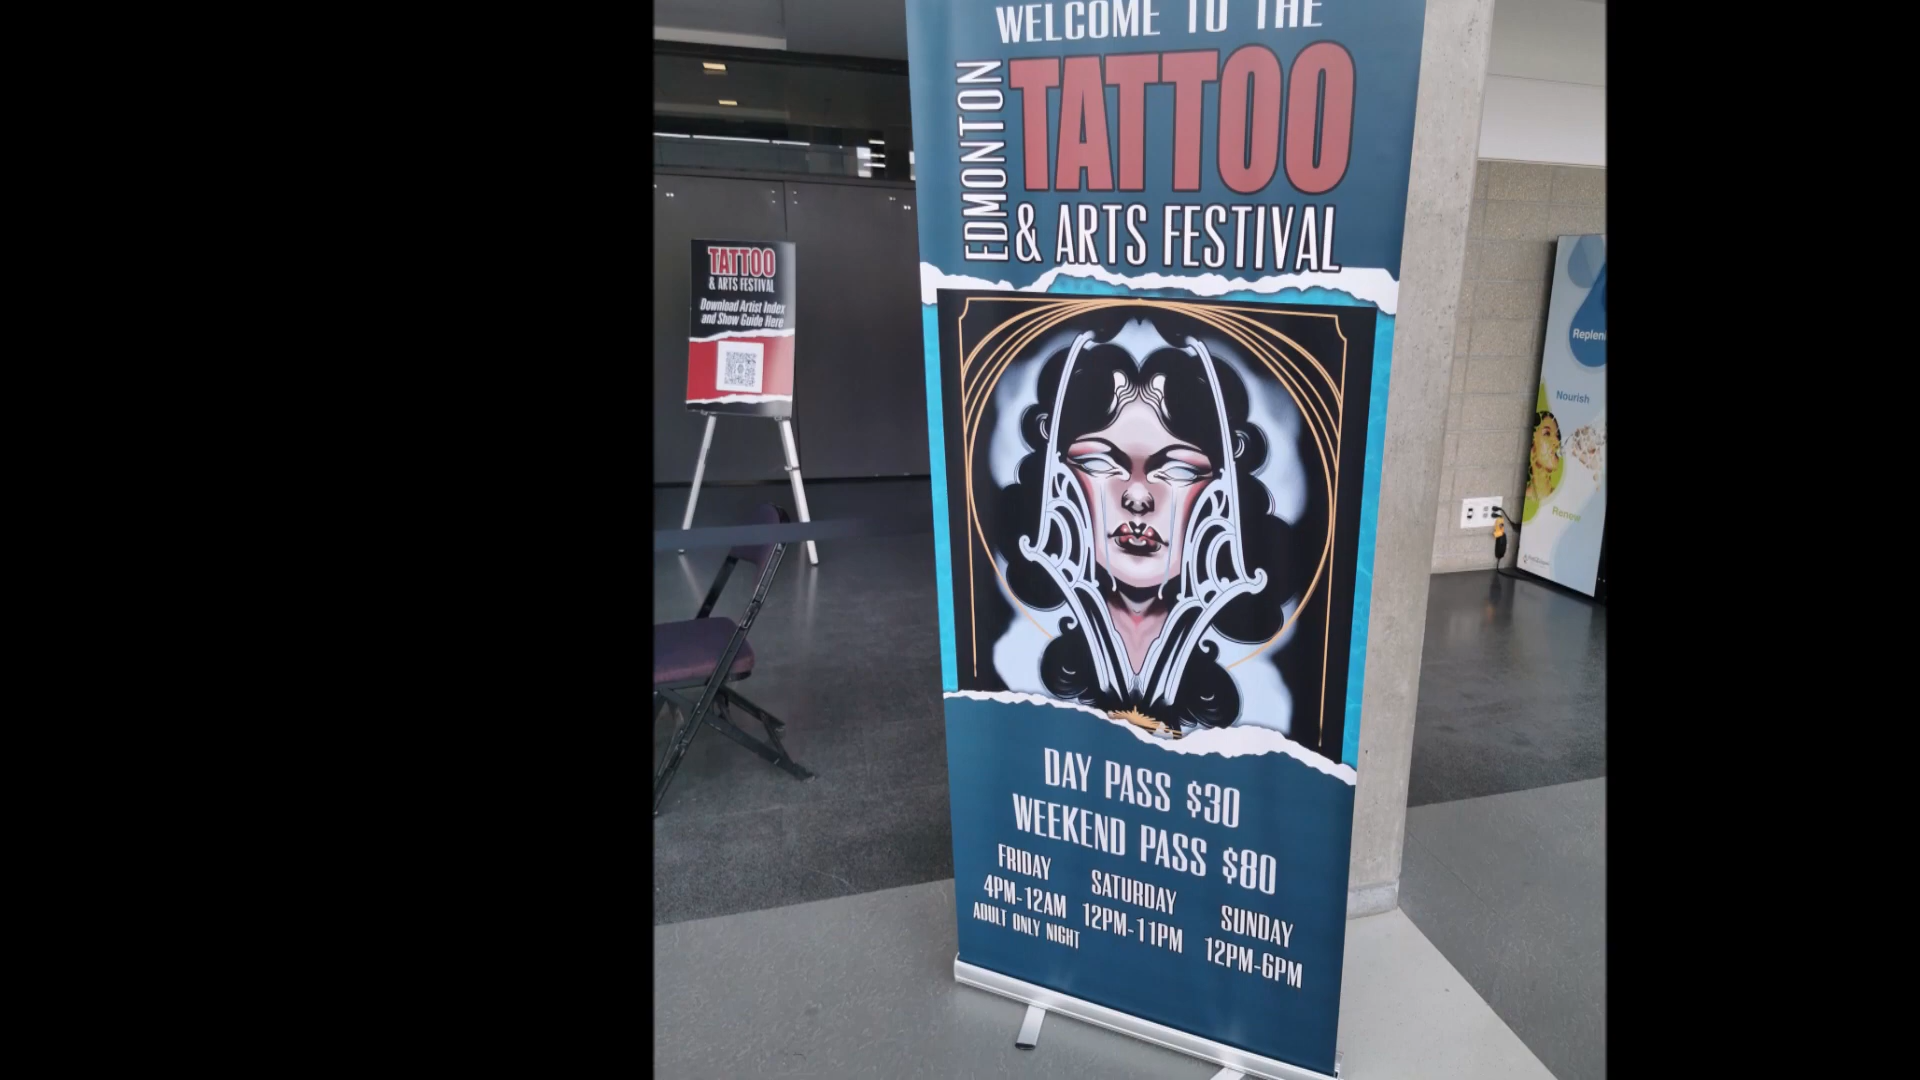 WELCOME TO THE
EDMONTON
TATTOO
& ARTS FESTIVAL
DAY PASS $30
WEEKEND PASS $80
FRIDAY
4PM-12AM
ADULT ONLY NIGHT
SATURDAY
12PM-11PM
SUNDAY
12PM-6PM
TATTOO
& ARTS FESTIVAL
Download Artist Index
and Show Guide Here
Nourish
Renew